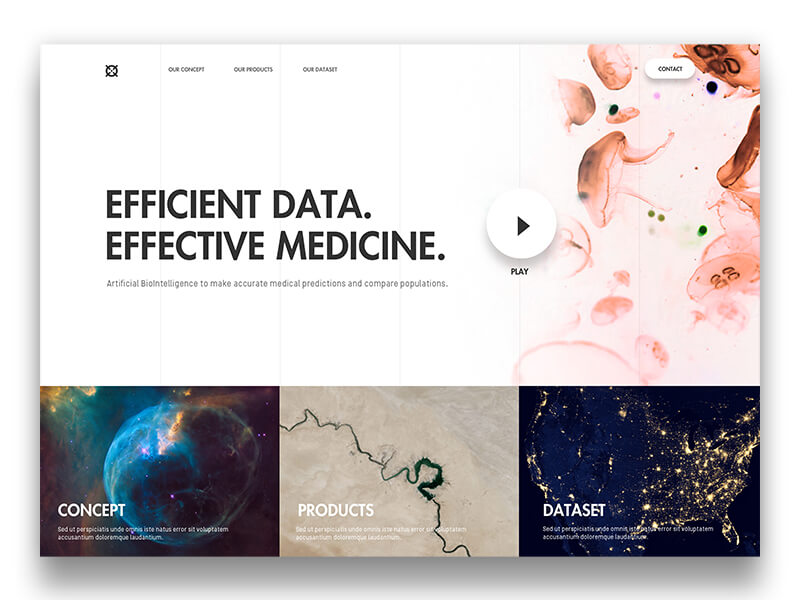 OUR CONCEPT
OUR PRODUCTS
OUR DATASET
CONTACT
EFFICIENT DATA.
EFFECTIVE MEDICINE.
Artificial BioIntelligence to make accurate medical predictions and compare populations.
PLAY
CONCEPT
Sed ut perspiciatis unde omnis iste natus error sit voluptatem
accusantium doloremque laudantium.
PRODUCTS
Sed ut perspiciatis unde omnis iste natus error sit voluptatem
accusantium doloremque laudantium.
DATASET
Sed ut perspiciatis unde omnis iste natus error sit voluptatem
accusantium doloremque laudantium.